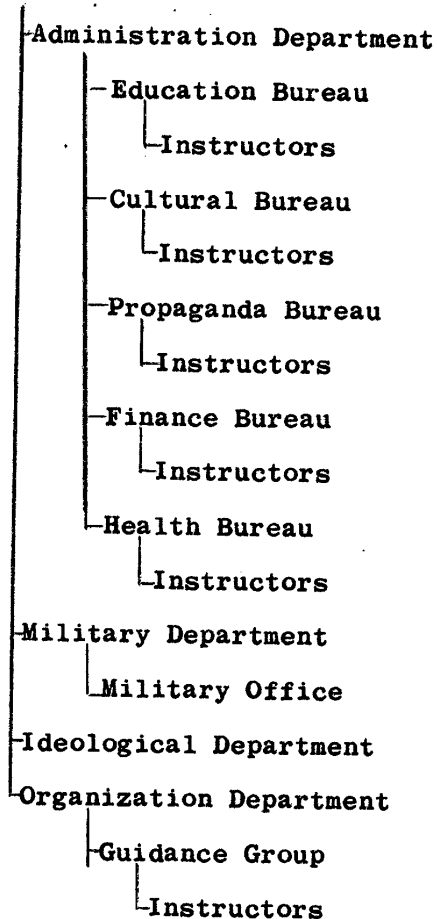 Administration Department
Education Bureau
Instructors
Cultural Bureau
Instructors
Propaganda Bureau
Instructors
Finance Bureau
Instructors
Health Bureau
Instructors
Military Department
Military Office
Ideological Department
Organization Department
Guidance Group
Instructors